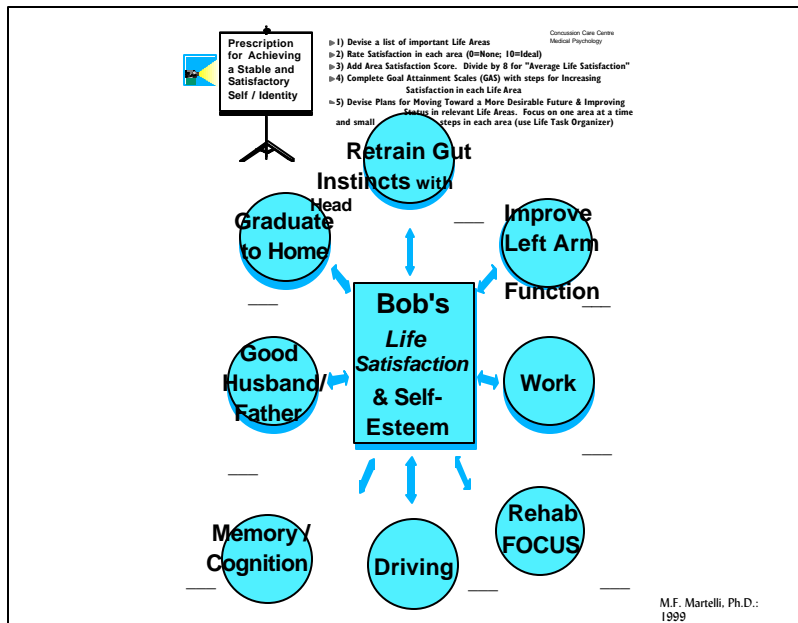 Prescription
for Achieving
a Stable and
Satisfactory
Self / Identity
Concussion Care Centre
Medical Psychology
1) Devise a list of important Life Areas
2) Rate Satisfaction in each area (0=None; 10=Ideal)
3) Add Area Satisfaction Score. Divide by 8 for "Average Life Satisfaction"
4) Complete Goal Attainment Scales (GAS) with steps for Increasing
Satisfaction in each Life Area
5) Devise Plans for Moving Toward a More Desirable Future & Improving
Status in relevant Life Areas. Focus on one area at a time
and small steps in each area (use Life Task Organizer)
Retrain Gut
Instincts with
Head
Graduate
to Home
Improve
Left Arm
Function
Bob's
Life
Satisfaction
& Self-
Esteem
Good
Husband/
Father
Work
Memory /
Cognition
Driving
Rehab
FOCUS
M.F. Martelli, Ph.D.:
1999